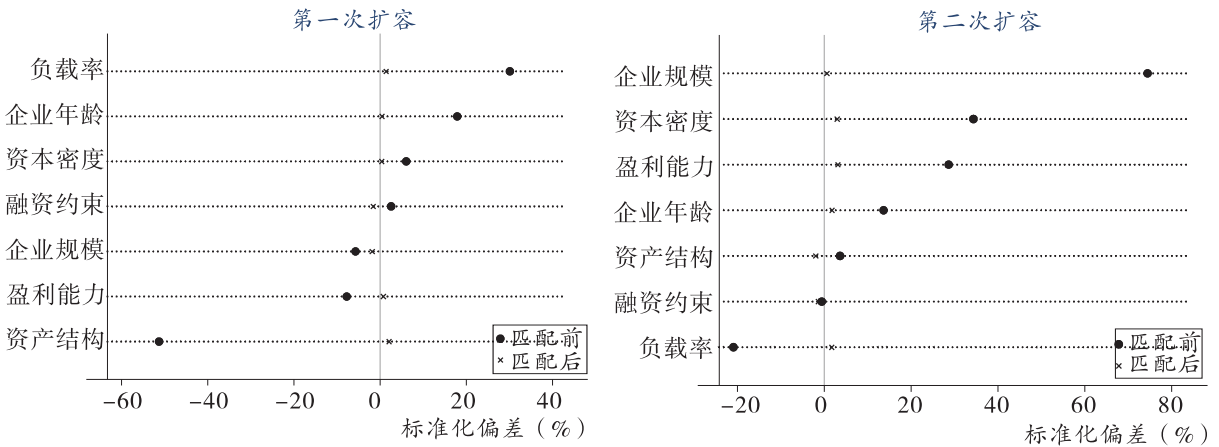 第一次扩容
负载率
企业年龄
资本密度
融资约束
企业规模
盈利能力
资产结构
匹配前
匹配后
−60 −40 −20 0 20 40
标准化偏差（%）
第二次扩容
企业规模
资本密度
盈利能力
企业年龄
资产结构
融资约束
负载率
匹配前
匹配后
−20 0 20 40 60 80
标准化偏差（%）